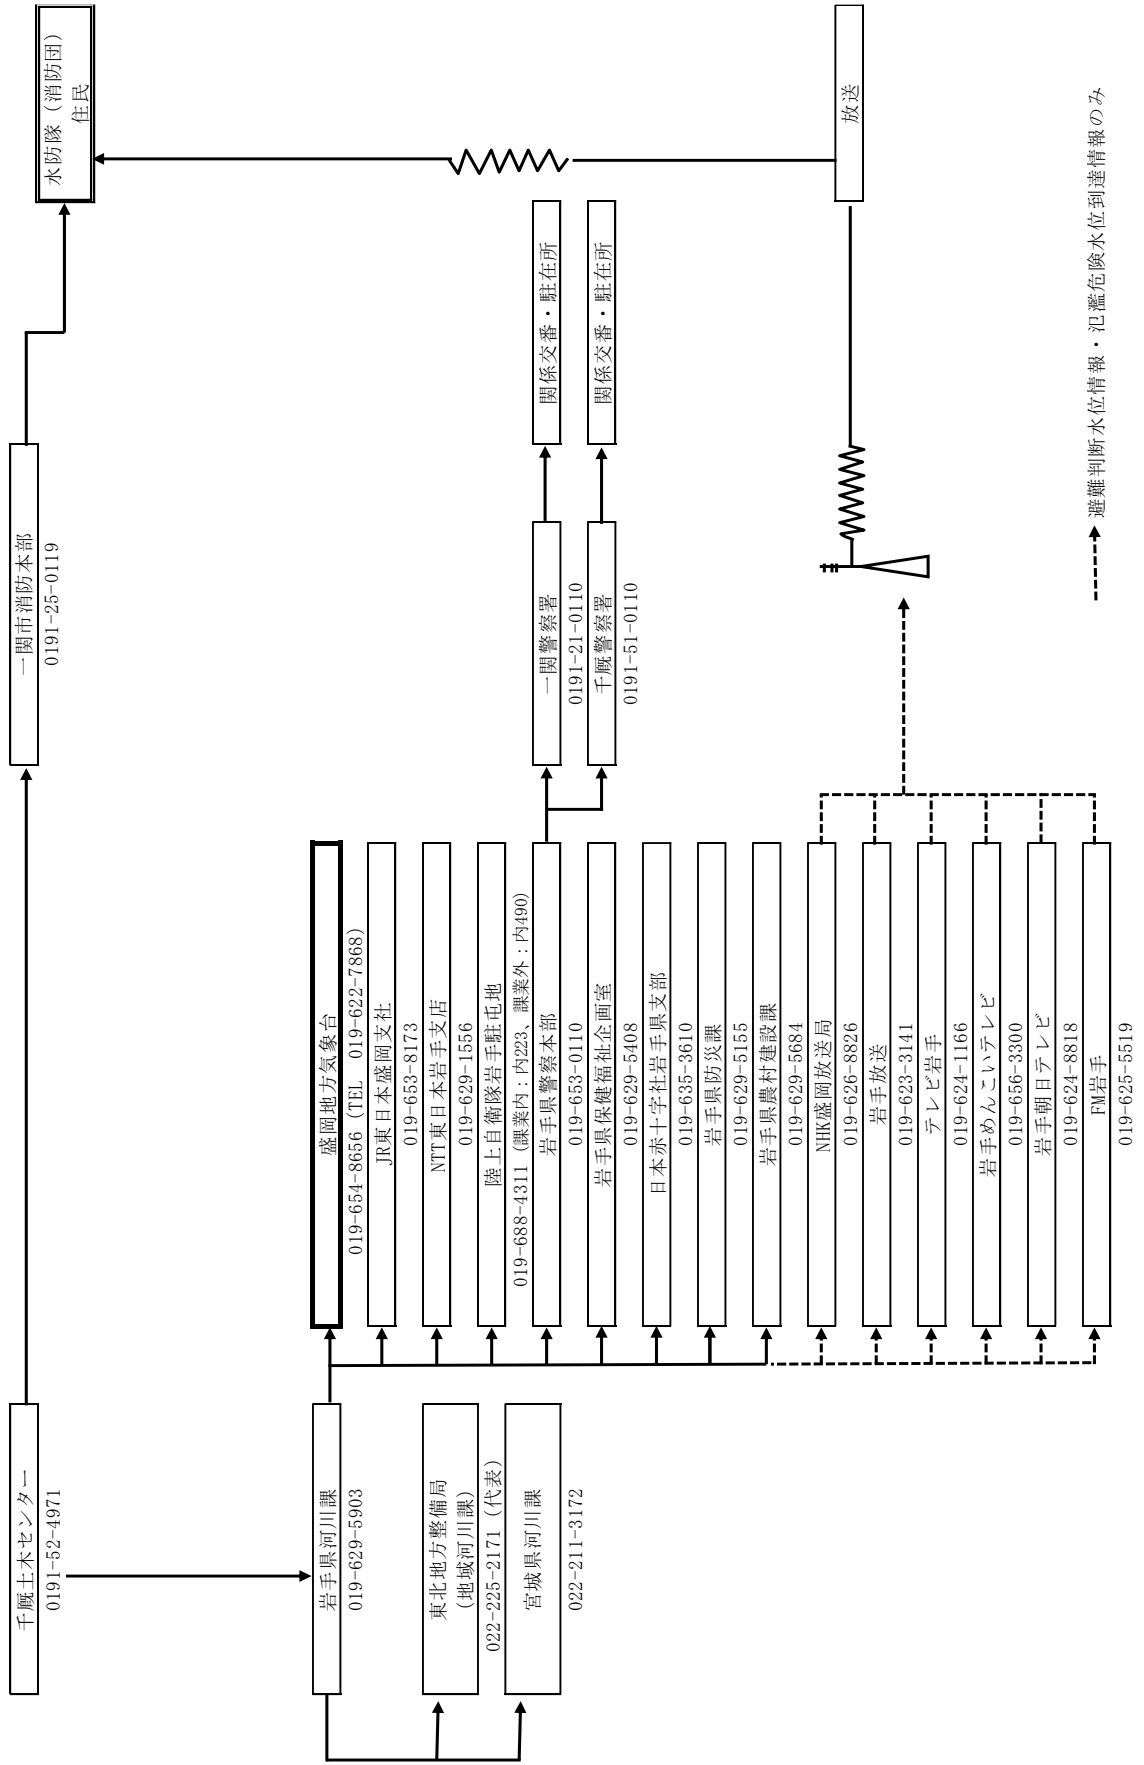 千厩土木センター
0191-52-4971
一関市消防本部
0191-25-0119
水防隊（消防団）
住民
岩手県河川課
019-629-5903
東北地方整備局
（地域河川課）
022-225-2171（代表）
宮城県河川課
022-211-3172
盛岡地方気象台
019-654-8656（TEL 019-622-7868）
JR東日本盛岡支社
019-653-8173
NTT東日本岩手支店
019-629-1556
陸上自衛隊岩手駐屯地
019-688-4311（課業内：内223、課業外：内490）
岩手県警察本部
019-653-0110
岩手県保健福祉企画室
019-629-5408
日本赤十字社岩手県支部
019-635-3610
岩手県防災課
019-629-5155
岩手県農村建設課
019-629-5684
NHK盛岡放送局
019-626-8826
岩手放送
019-623-3141
テレビ岩手
019-624-1166
岩手めんこいテレビ
019-656-3300
岩手朝日テレビ
019-624-8818
FM岩手
019-625-5519
一関警察署
0191-21-0110
千厩警察署
0191-51-0110
関係交番・駐在所
関係交番・駐在所
放送
避難判断水位情報・氾濫危険水位到達情報のみ